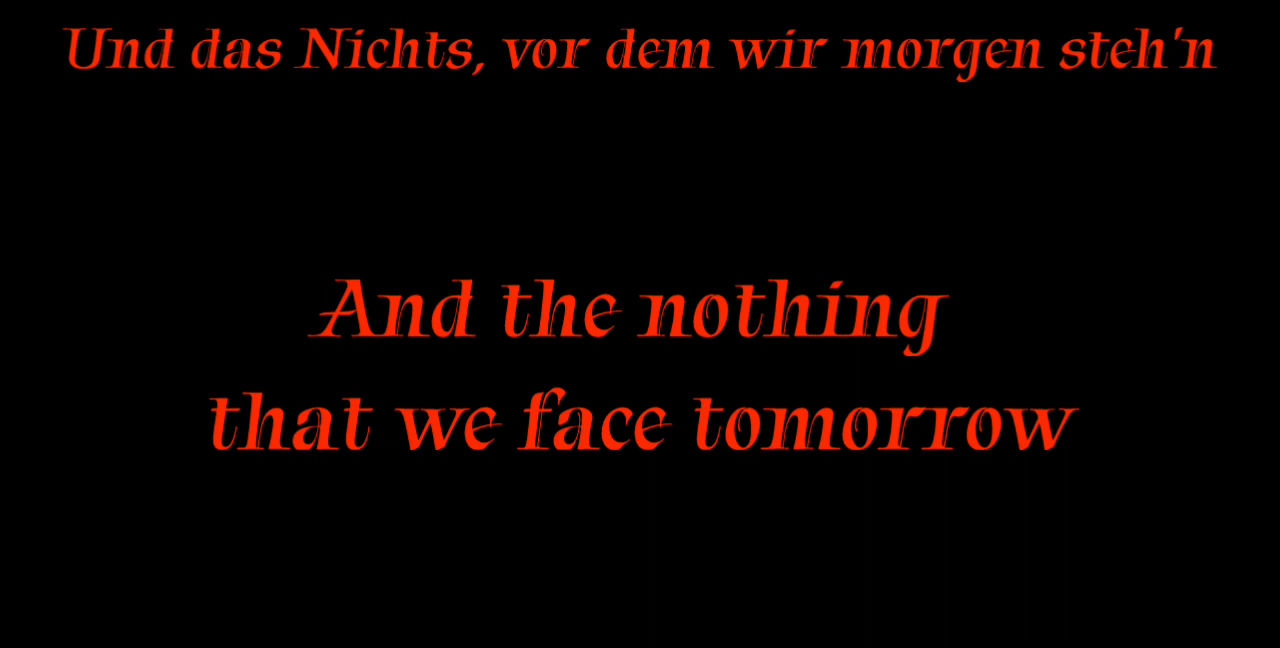 Und das Nichts, vor dem wir morgen steh'n
And the nothing
that we face tomorrow